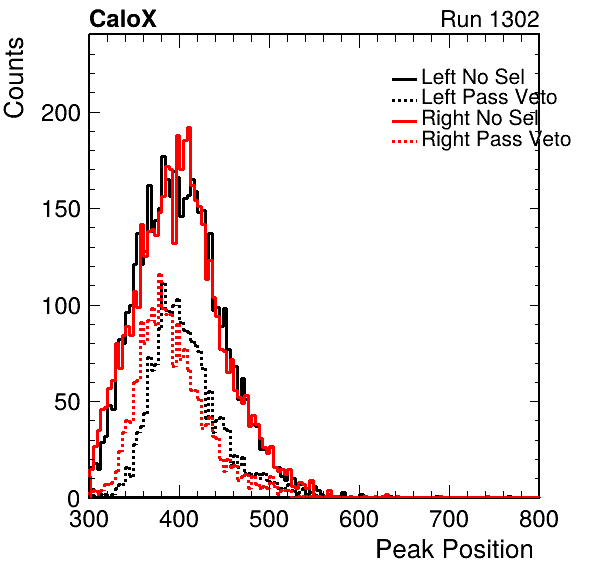 CaloX Run 1302
Counts
Left No Sel
Left Pass Veto
Right No Sel
Right Pass Veto
200
150
100
50
0
300 400 500 600 700 800
Peak Position